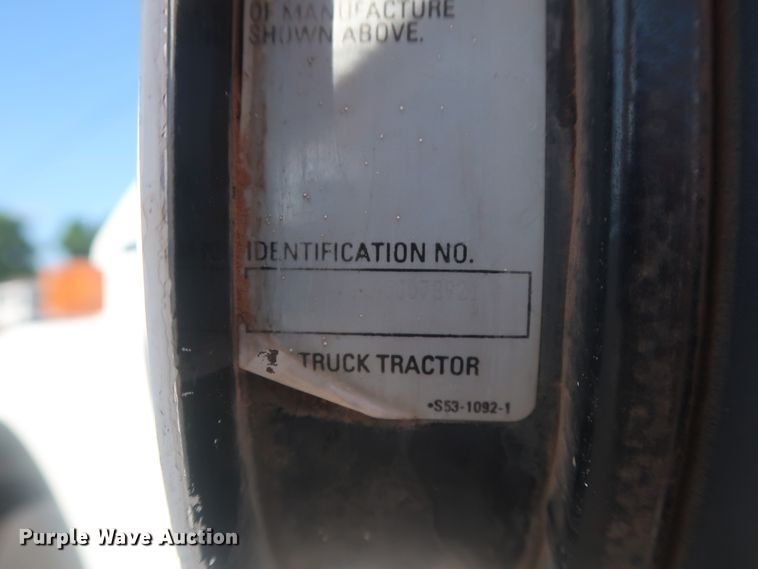 OF MANUFACTURE
SHOWN ABOVE.
IDENTIFICATION NO.
TRUCK TRACTOR
•S53-1092-1
Purple Wave Auction